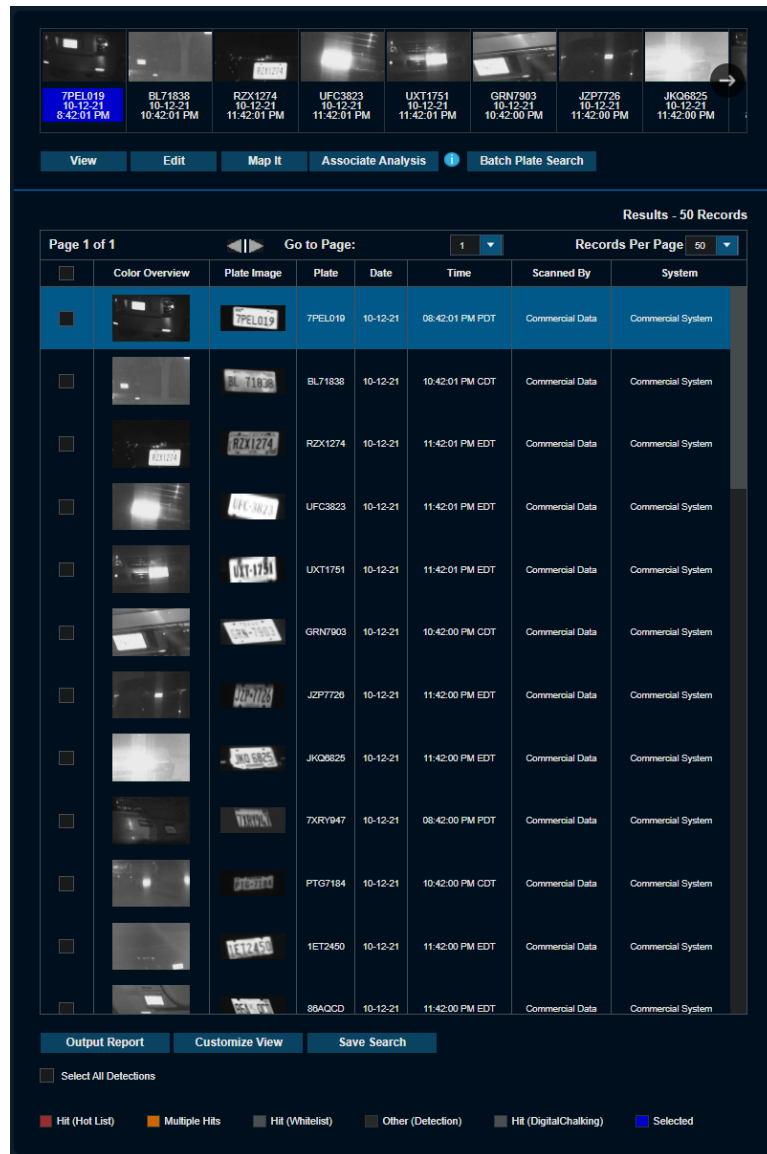 7PEL019
10-12-21
8:42:01 PM
BL71838
10-12-21
10:42:01 PM
RZX1274
RZX1274
10-12-21
11:42:01 PM
UFC3823
10-12-21
11:42:01 PM
UXT1751
10-12-21
11:42:01 PM
GRN7903
10-12-21
10:42:00 PM
JZP7726
10-12-21
11:42:00 PM
JKQ6825
10-12-21
11:42:00 PM
View Edit Map It Associate Analysis i Batch Plate Search
Results - 50 Records
Page 1 of 1 Go to Page: 1 Records Per Page 50
Color Overview Plate Image Plate Date Time Scanned By System
7PEL019 7PEL019 10-12-21 08:42:01 PM PDT Commercial Data Commercial System
BL 71838 BL71838 10-12-21 10:42:01 PM CDT Commercial Data Commercial System
RZX1274 RZX1274 RZX1274 10-12-21 11:42:01 PM EDT Commercial Data Commercial System
UFC-3823 UFC3823 10-12-21 11:42:01 PM EDT Commercial Data Commercial System
UXT-1751 UXT1751 10-12-21 11:42:01 PM EDT Commercial Data Commercial System
GRN-7903 GRN7903 10-12-21 10:42:00 PM CDT Commercial Data Commercial System
JZP-7726 JZP7726 10-12-21 11:42:00 PM EDT Commercial Data Commercial System
JKQ 6825 JKQ6825 10-12-21 11:42:00 PM EDT Commercial Data Commercial System
7XRY947 7XRY947 10-12-21 08:42:00 PM PDT Commercial Data Commercial System
PTG-7184 PTG7184 10-12-21 10:42:00 PM CDT Commercial Data Commercial System
1ET2450 1ET2450 10-12-21 11:42:00 PM EDT Commercial Data Commercial System
86AQCD 10-12-21 11:42:00 PM EDT Commercial Data Commercial System
Output Report Customize View Save Search
Select All Detections
Hit (Hot List) Multiple Hits Hit (Whitelist) Other (Detection) Hit (DigitalChalking) Selected